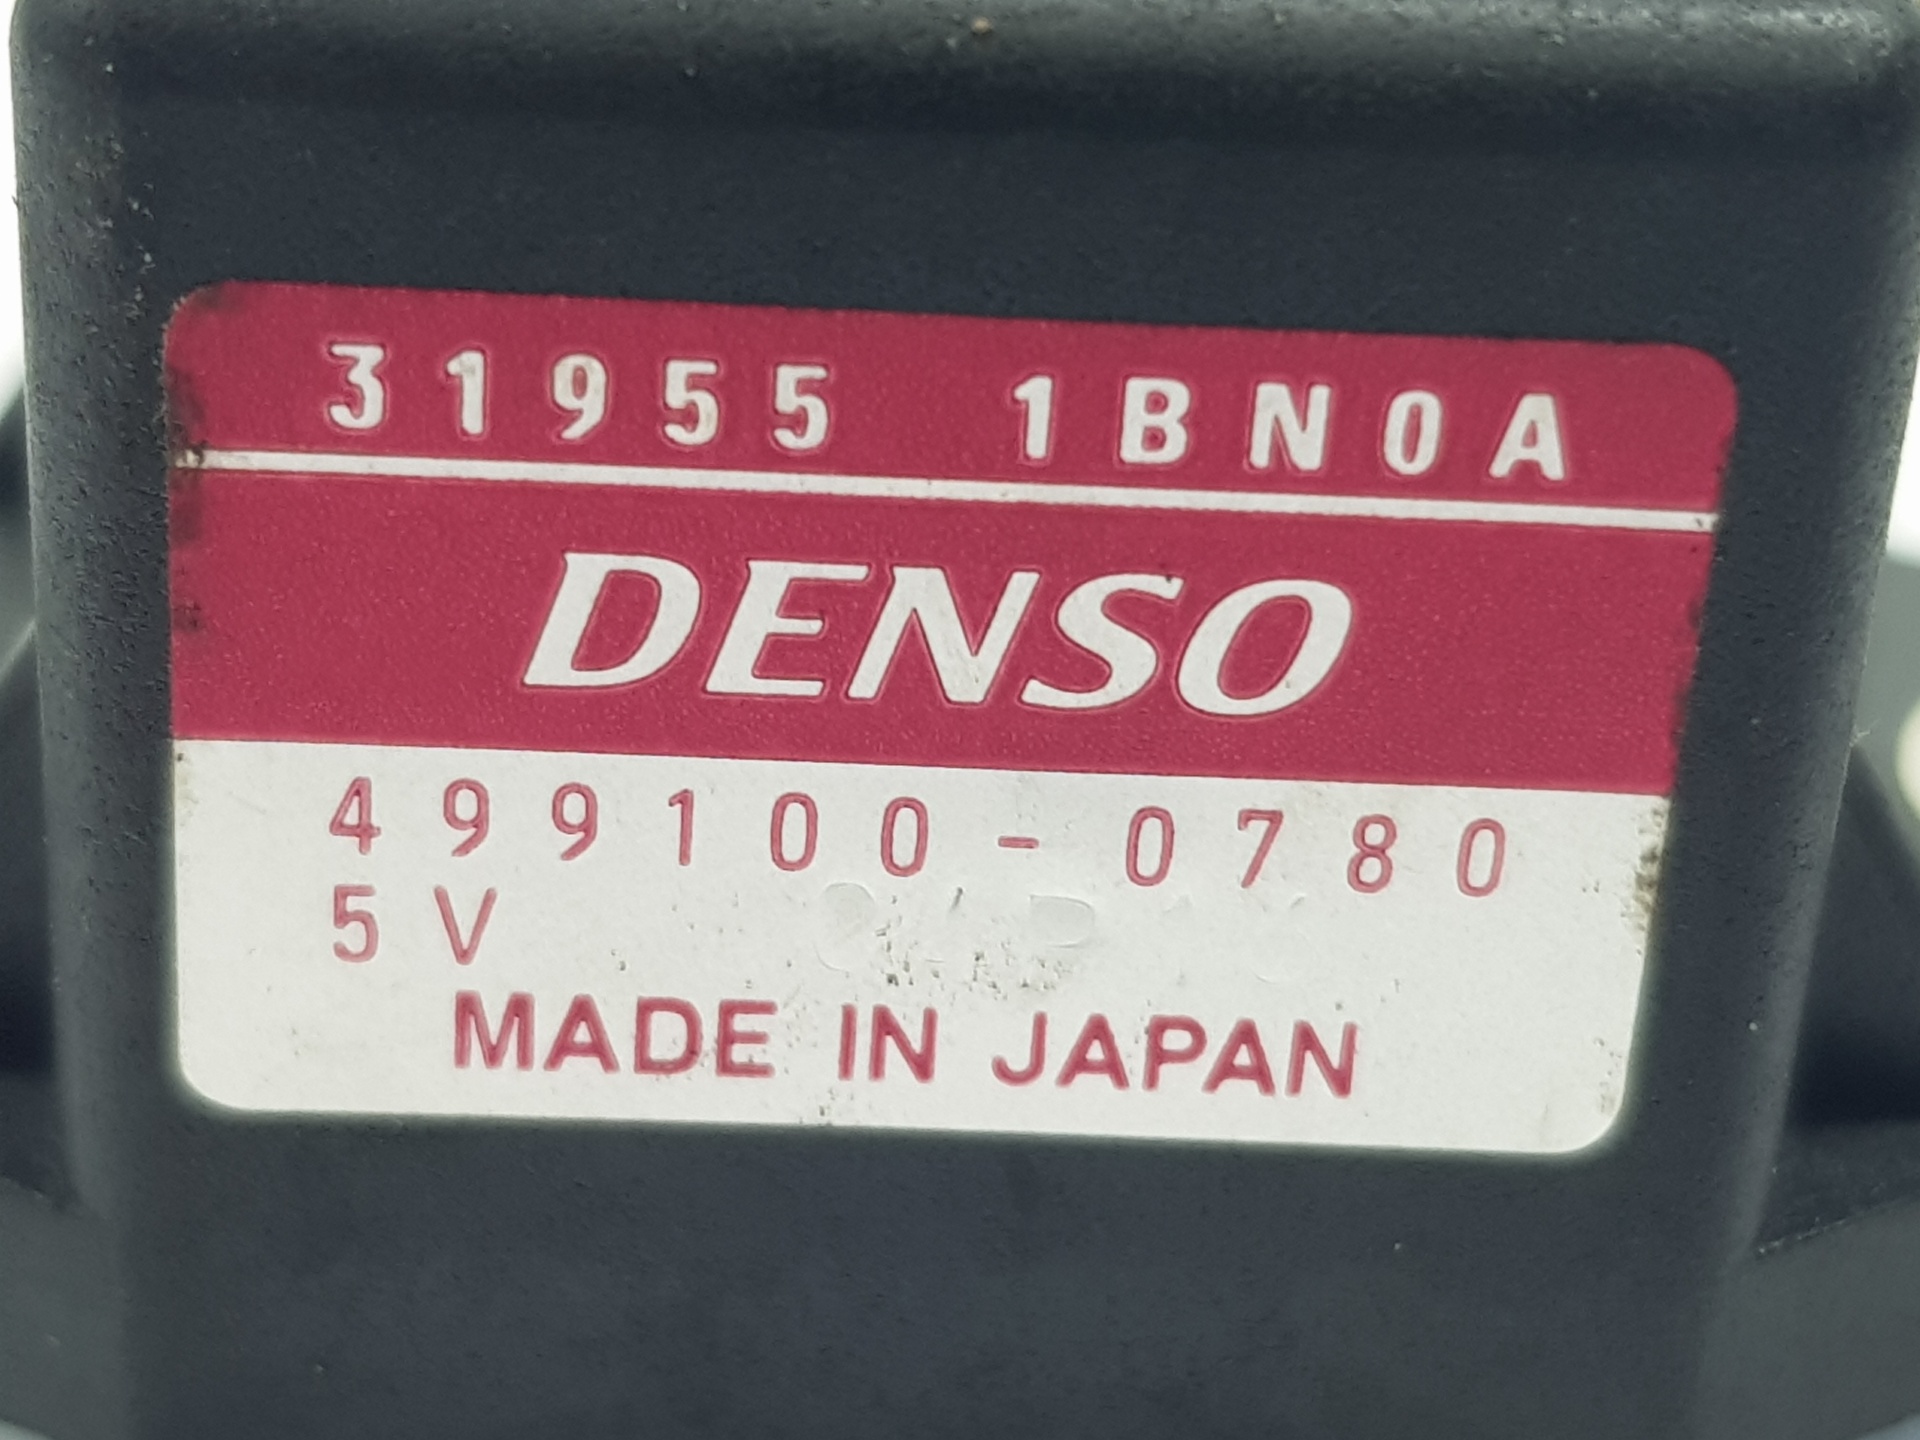 31955 1BN0A
DENSO
499100-0780
5V
MADE IN JAPAN